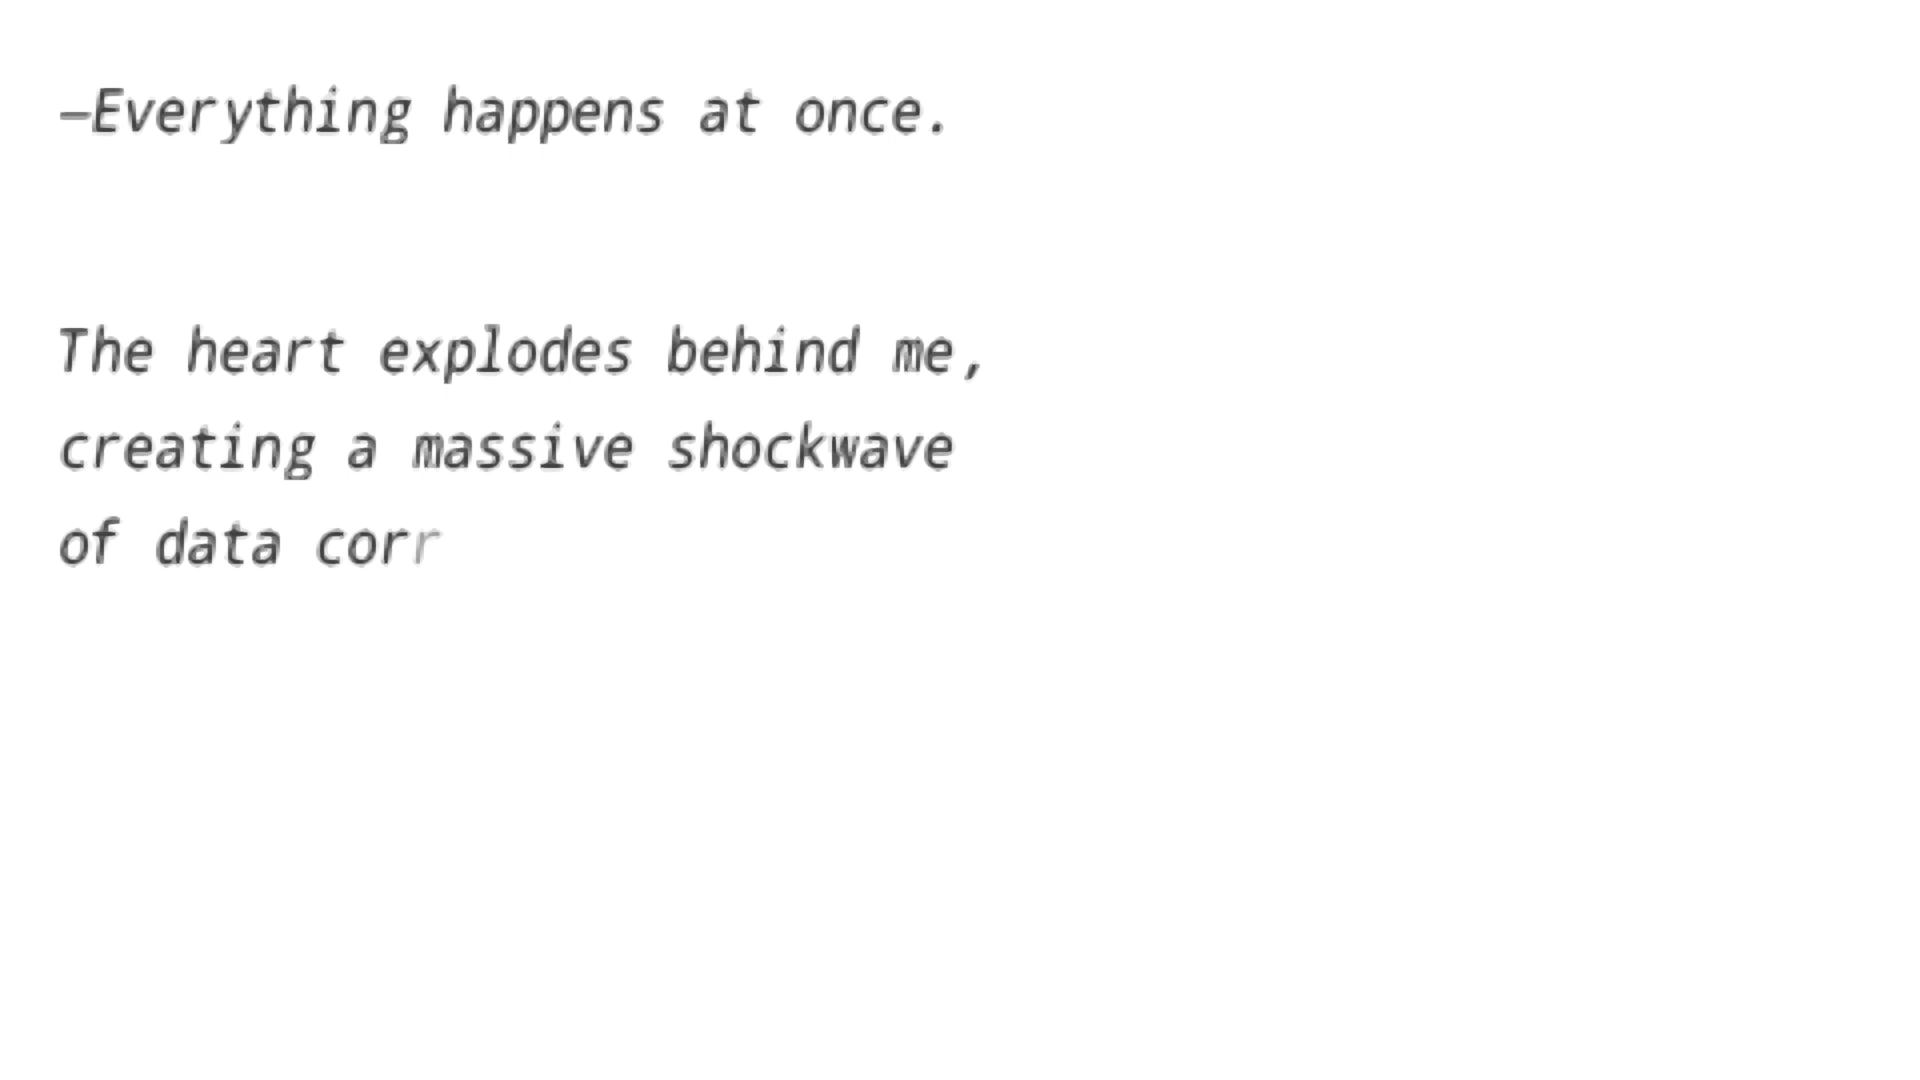 —Everything happens at once.
The heart explodes behind me,
creating a massive shockwave
of data corr